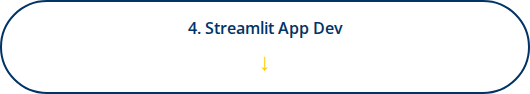 4. Streamlit App Dev
↓